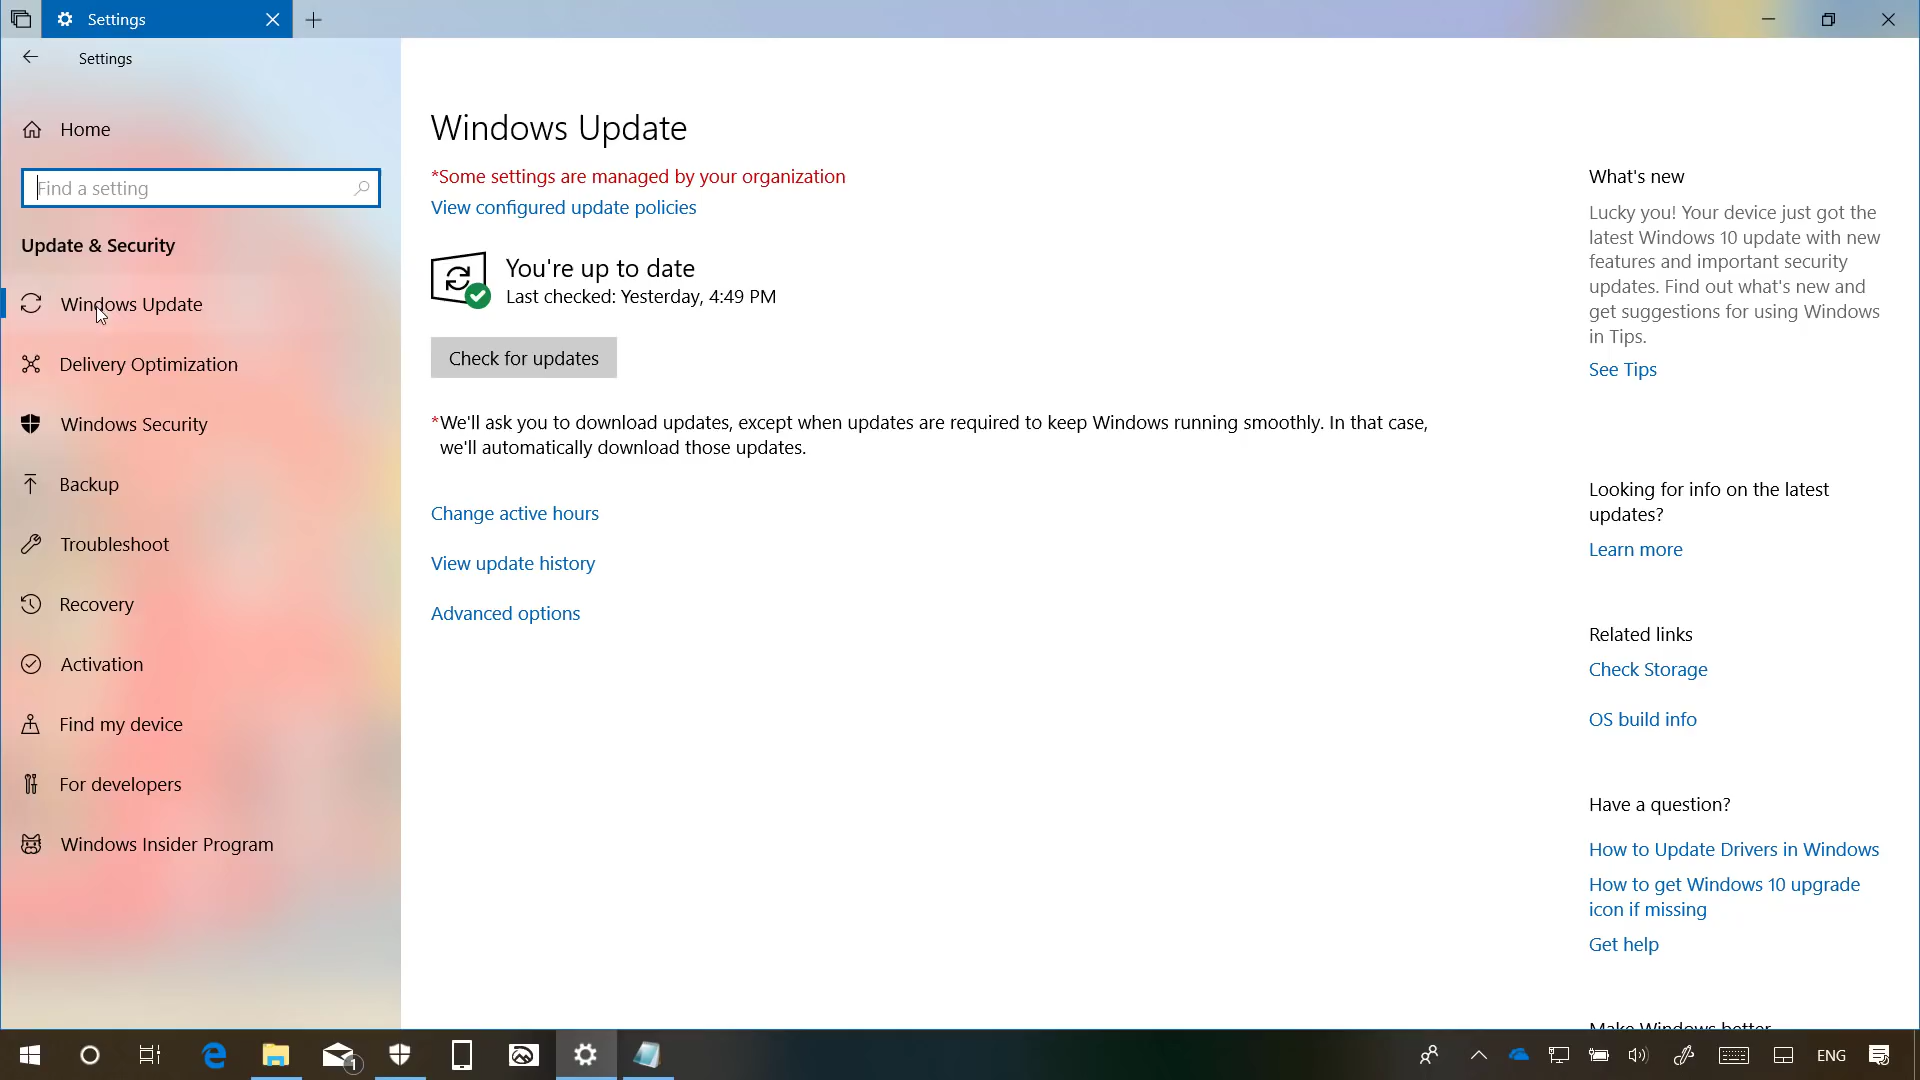 Settings
Settings
Home
Find a setting
Update & Security
Windows Update
Delivery Optimization
Windows Security
Backup
Troubleshoot
Recovery
Activation
Find my device
For developers
Windows Insider Program
Windows Update
*Some settings are managed by your organization
View configured update policies
You're up to date
Last checked: Yesterday, 4:49 PM
Check for updates
*We'll ask you to download updates, except when updates are required to keep Windows running smoothly. In that case,
we'll automatically download those updates.
Change active hours
View update history
Advanced options
What's new
Lucky you! Your device just got the
latest Windows 10 update with new
features and important security
updates. Find out what's new and
get suggestions for using Windows
in Tips.
See Tips
Looking for info on the latest
updates?
Learn more
Related links
Check Storage
OS build info
Have a question?
How to Update Drivers in Windows
How to get Windows 10 upgrade
icon if missing
Get help
Make Windows better
1
ENG